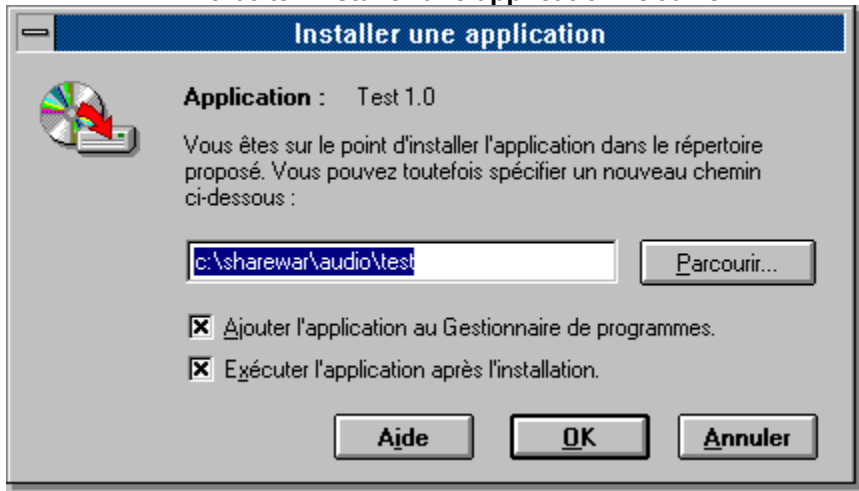 Installer une application
Application : Test 1.0
Vous êtes sur le point d'installer l'application dans le répertoire
proposé. Vous pouvez toutefois spécifier un nouveau chemin
ci-dessous :
c:\sharewar\audio\test
Parcourir...
Ajouter l'application au Gestionnaire de programmes.
Exécuter l'application après l'installation.
Aide OK Annuler